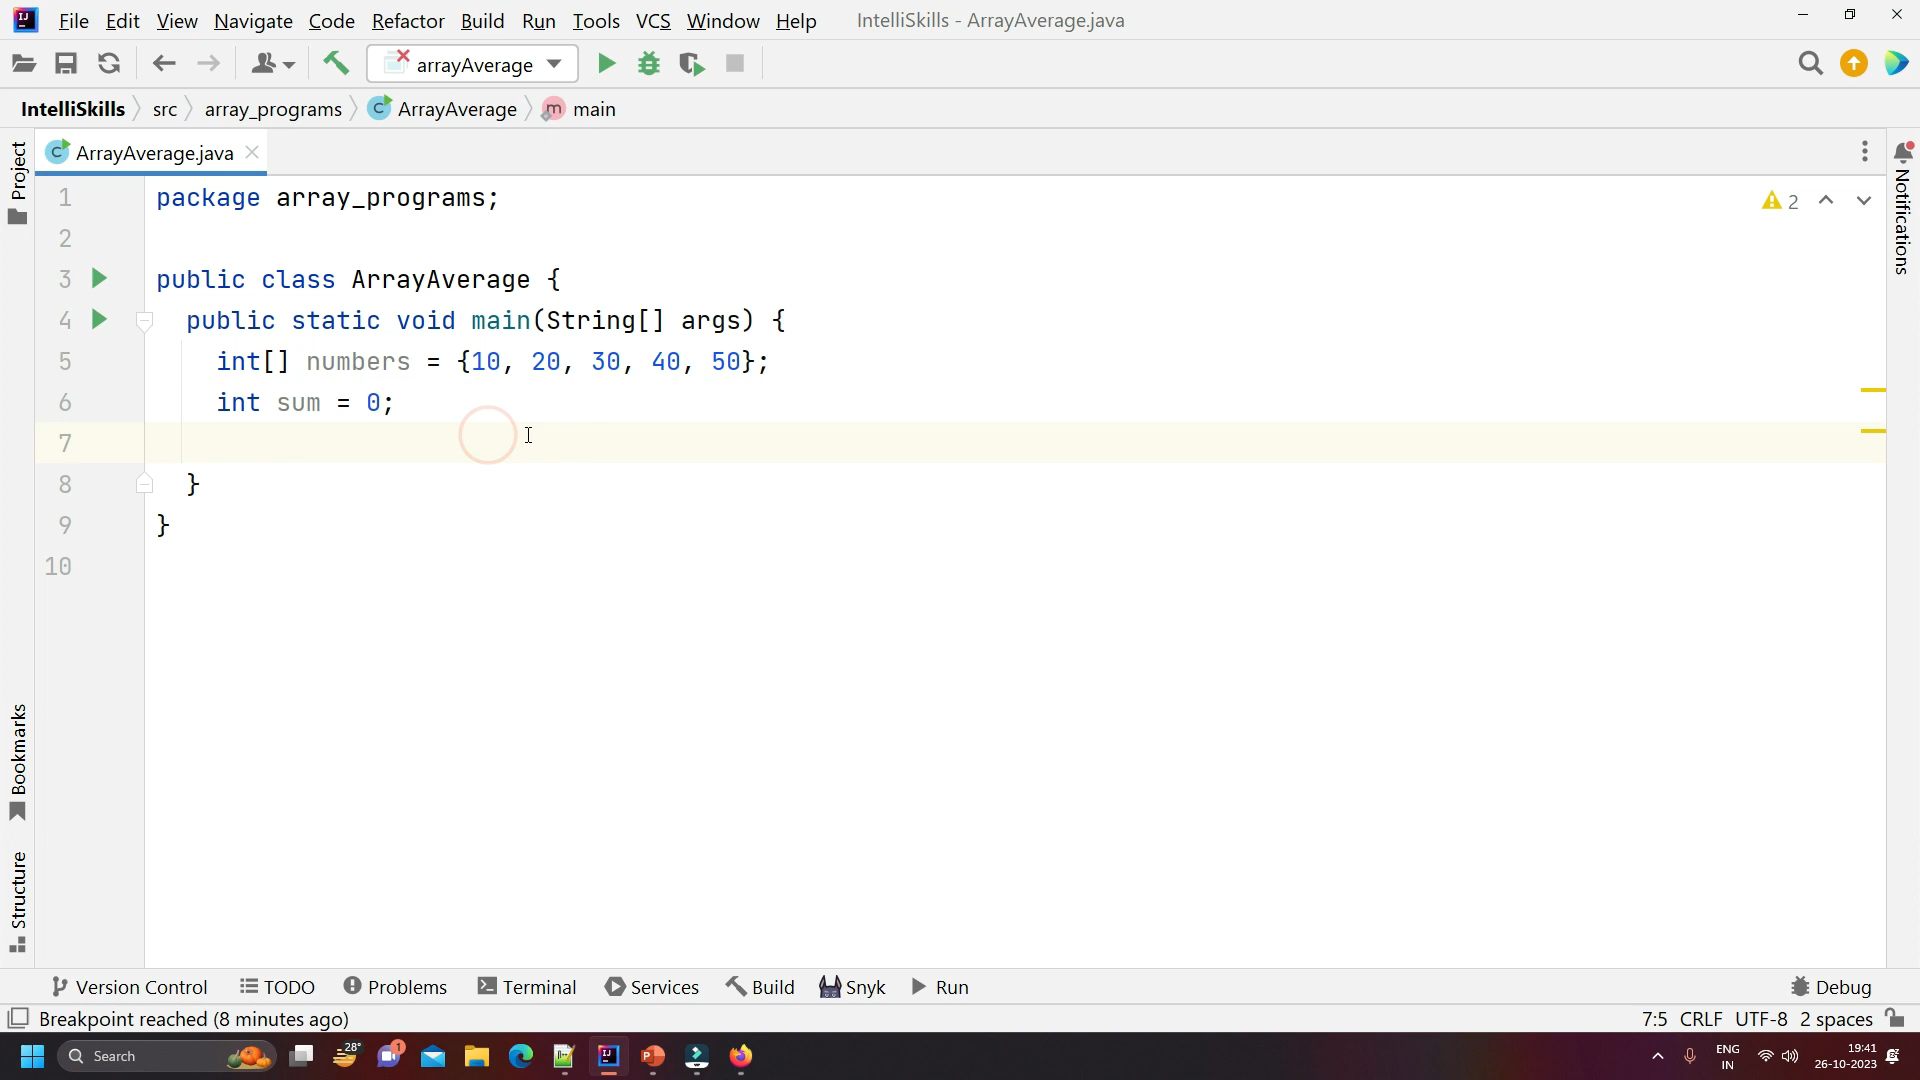 File Edit View Navigate Code Refactor Build Run Tools VCS Window Help IntelliSkills - ArrayAverage.java
arrayAverage
IntelliSkills src array_programs C ArrayAverage m main
C ArrayAverage.java
1 package array_programs;
2
3 public class ArrayAverage {
4 public static void main(String[] args) {
5 int[] numbers = {10, 20, 30, 40, 50};
6 int sum = 0;
7
8 }
9 }
10
2
Project
Bookmarks
Structure
Notifications
Version Control TODO Problems Terminal Services Build Snyk Run Debug
Breakpoint reached (8 minutes ago) 7:5 CRLF UTF-8 2 spaces
Search 28° 1 ENG 19:41
IN 26-10-2023